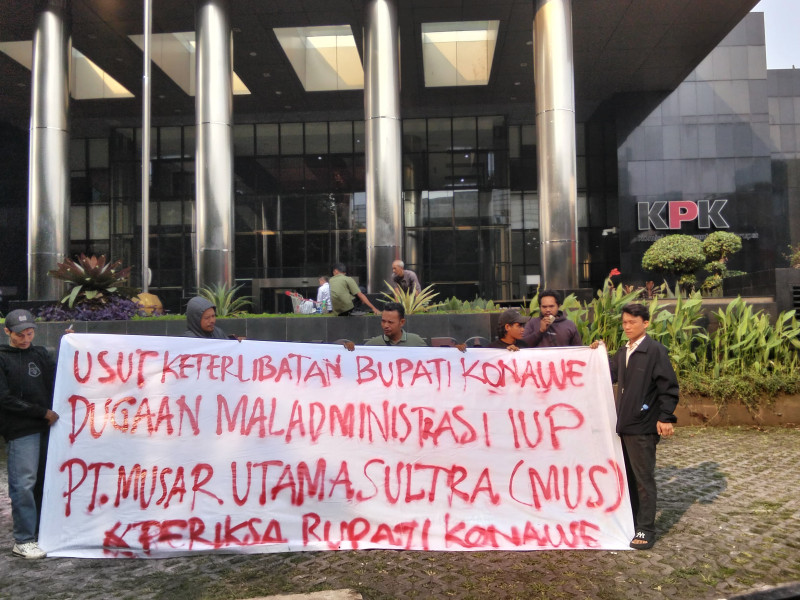 KPK
USUT KETERLIBATAN BUPATI KONAWE
DUGAAN MALADMINISTRASI IUP
PT. MUSAR UTAMA SULTRA (MUS)
PERIKSA BUPATI KONAWE